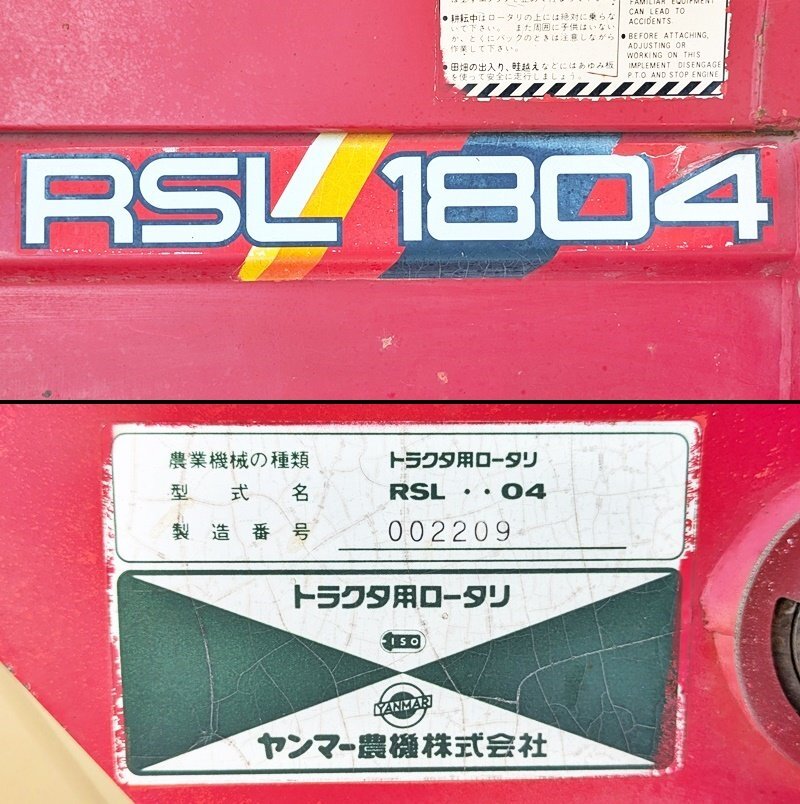 ●耕耘中はロータリの上には絶対に乗らな
いで下さい。また周囲に子供はいない
か、とくにバックのときは注意しながら
作業して下さい。
●田畑の出入り、畦越えなどにはあゆみ板
を使って安全に走行しましょう。
FAMILIAR EQUIPMENT
CAN LEAD TO
ACCIDENTS.
●BEFORE ATTACHING,
ADJUSTING OR
WORKING ON THIS
IMPLEMENT DISENGAGE
P.T.O AND STOP ENGINE
RSL 1804
農業機械の種類 トラクタ用ロータリ
型式名 RSL ・・04
製造番号 002209
トラクタ用ロータリ
ISO
YANMAR
ヤンマー農機株式会社